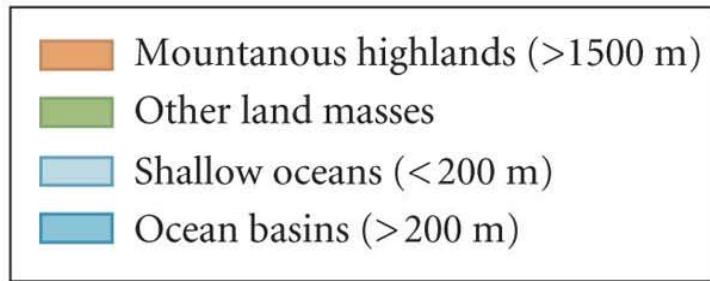 Mountanous highlands (>1500 m)
Other land masses
Shallow oceans (<200 m)
Ocean basins (>200 m)